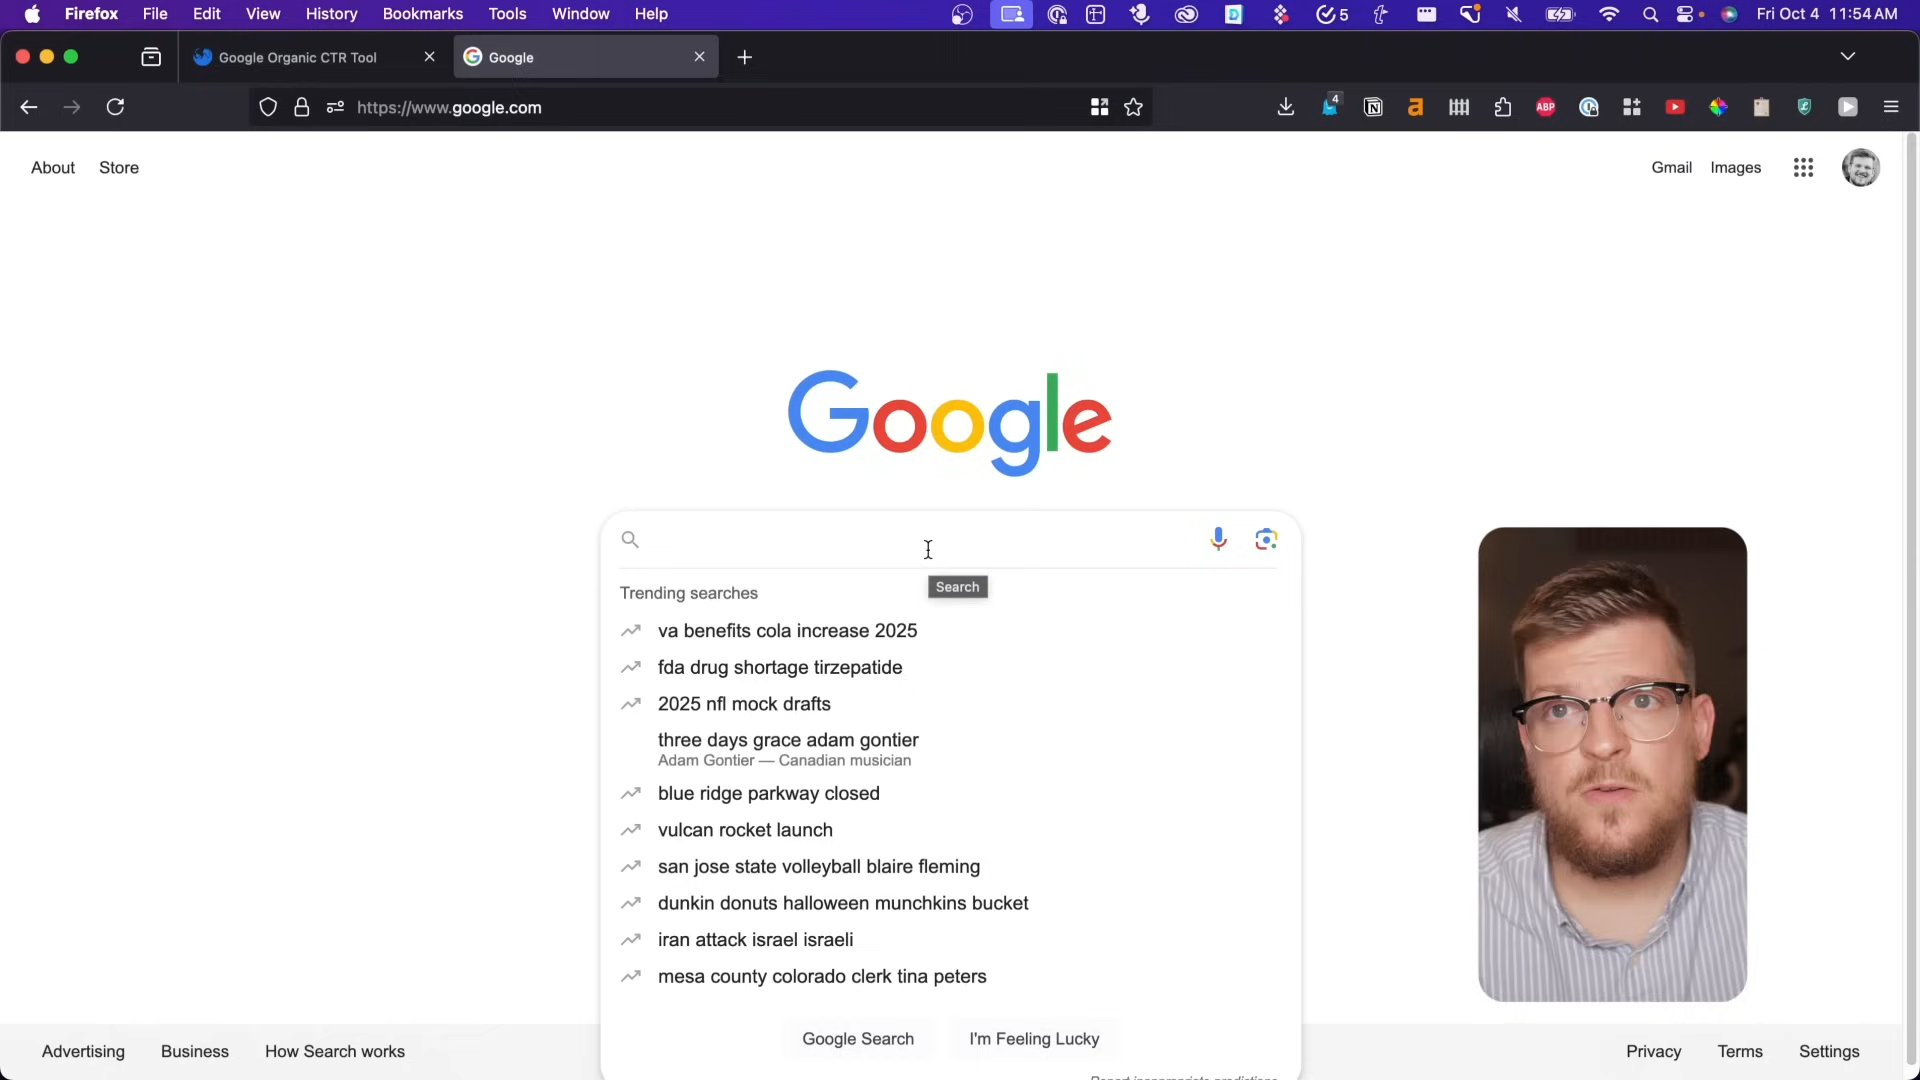 Firefox File Edit View History Bookmarks Tools Window Help 5 Fri Oct 4 11:54 AM
Google Organic CTR Tool Google
https://www.google.com 4 ABP
About Store Gmail Images
Google
Search
Trending searches
va benefits cola increase 2025
fda drug shortage tirzepatide
2025 nfl mock drafts
three days grace adam gontier
Adam Gontier — Canadian musician
blue ridge parkway closed
vulcan rocket launch
san jose state volleyball blaire fleming
dunkin donuts halloween munchkins bucket
iran attack israel israeli
mesa county colorado clerk tina peters
Google Search I'm Feeling Lucky
Advertising Business How Search works Privacy Terms Settings